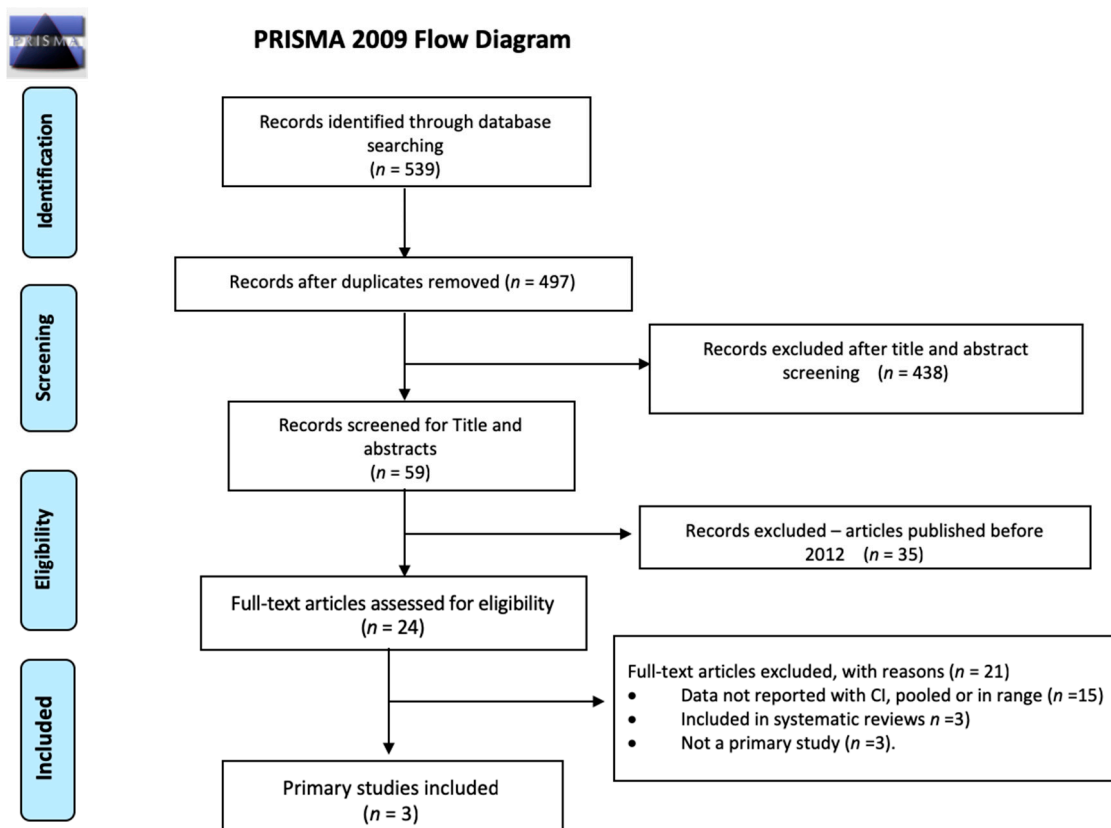 PRISMA
PRISMA 2009 Flow Diagram
Identification
Records identified through database
searching
(n = 539)
Records after duplicates removed (n = 497)
Screening
Records excluded after title and abstract
screening (n = 438)
Records screened for Title and
abstracts
(n = 59)
Eligibility
Records excluded – articles published before
2012 (n = 35)
Full-text articles assessed for eligibility
(n = 24)
Included
Full-text articles excluded, with reasons (n = 21)
• Data not reported with CI, pooled or in range (n =15)
• Included in systematic reviews n =3)
• Not a primary study (n =3).
Primary studies included
(n = 3)